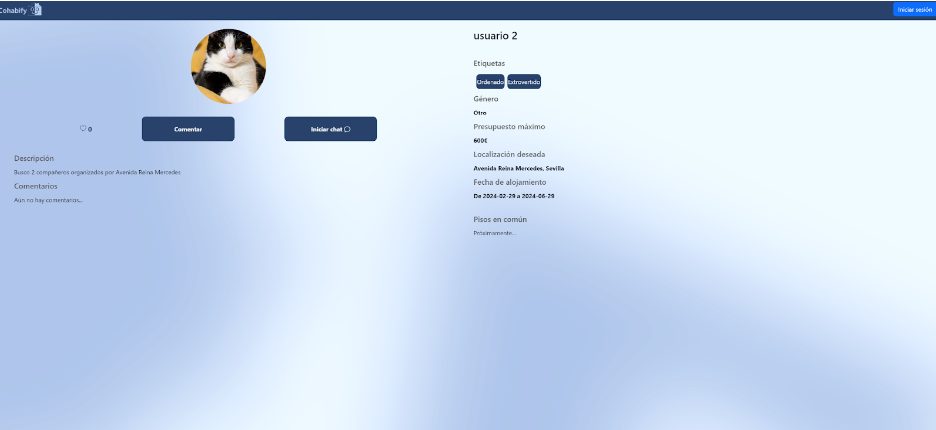 Cohabify
Iniciar sesión
0
Comentar
Iniciar chat
Descripción
Busco 2 compañeros organizados por Avenida Reina Mercedes
Comentarios
Aún no hay comentarios...
usuario 2
Etiquetas
Ordenado Extrovertido
Género
Otro
Presupuesto máximo
600€
Localización deseada
Avenida Reina Mercedes, Sevilla
Fecha de alojamiento
De 2024-02-29 a 2024-06-29
Pisos en común
Próximamente...